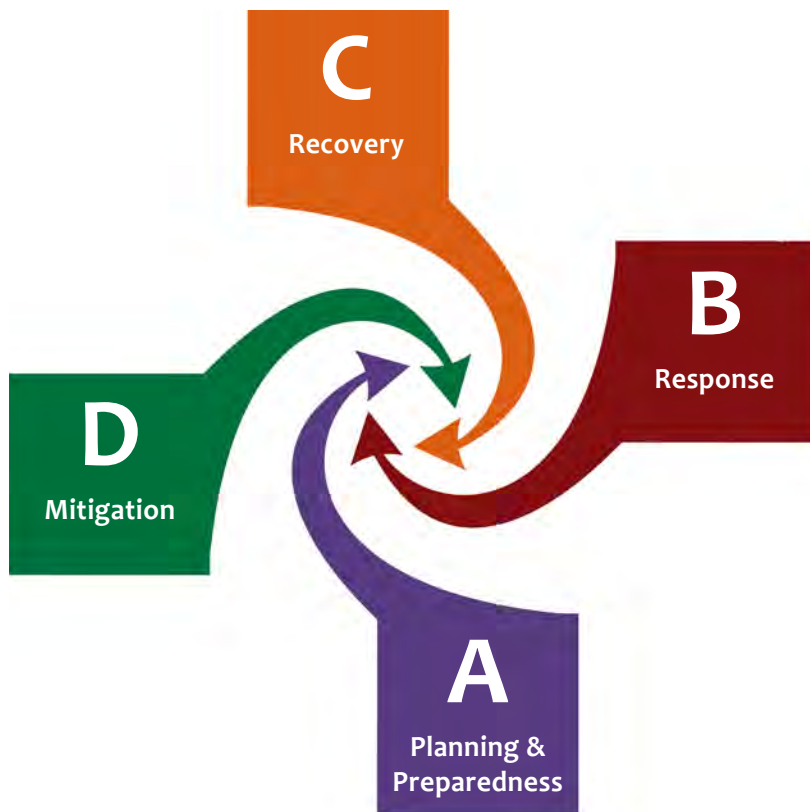 C
Recovery
B
Response
D
Mitigation
A
Planning &
Preparedness